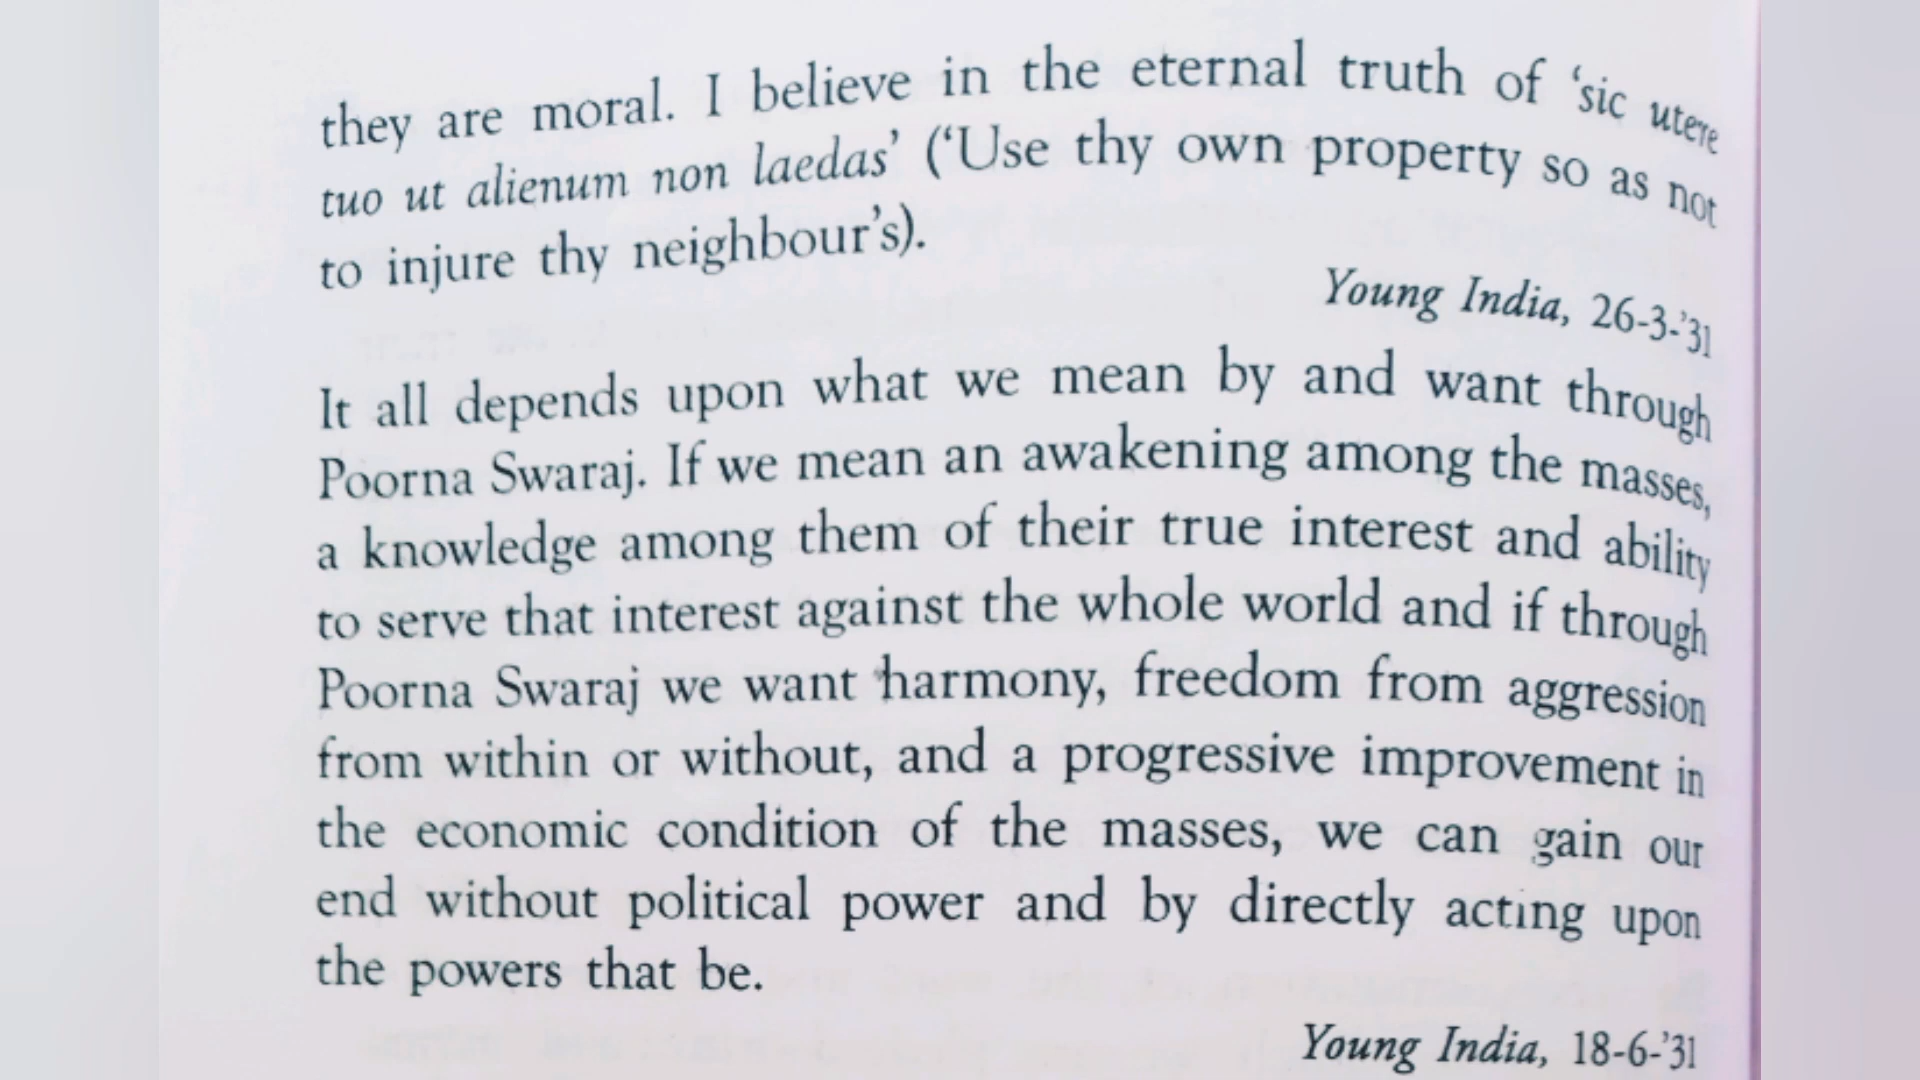 they are moral. I believe in the eternal truth of ‘sic utere
tuo ut alienum non laedas’ (‘Use thy own property so as not
to injure thy neighbour’s).
Young India, 26-3-’31
It all depends upon what we mean by and want through
Poorna Swaraj. If we mean an awakening among the masses,
a knowledge among them of their true interest and ability
to serve that interest against the whole world and if through
Poorna Swaraj we want harmony, freedom from aggression
from within or without, and a progressive improvement in
the economic condition of the masses, we can gain our
end without political power and by directly acting upon
the powers that be.
Young India, 18-6-’31